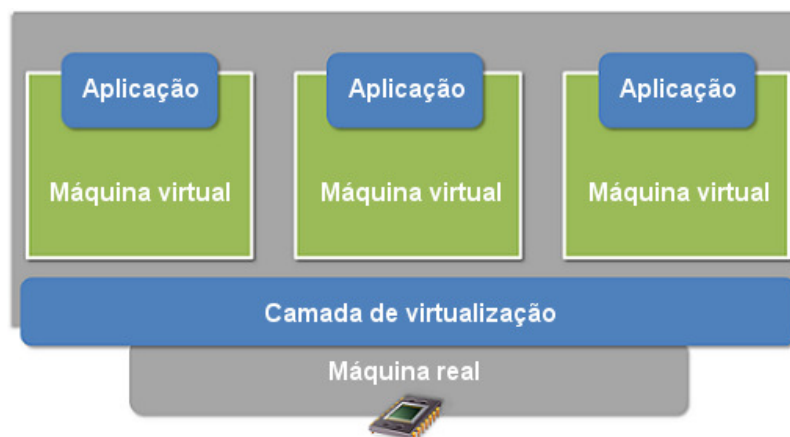 Aplicação
Aplicação
Aplicação
Máquina virtual
Máquina virtual
Máquina virtual
Camada de virtualização
Máquina real